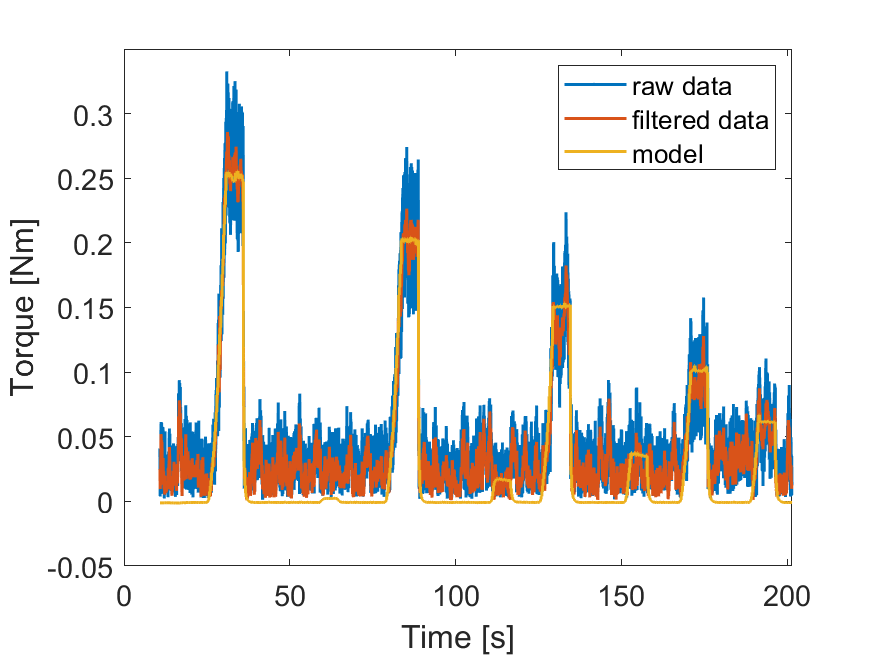 raw data
filtered data
model
0.3
0.25
0.2
0.15
0.1
0.05
0
-0.05
Torque [Nm]
0 50 100 150 200
Time [s]